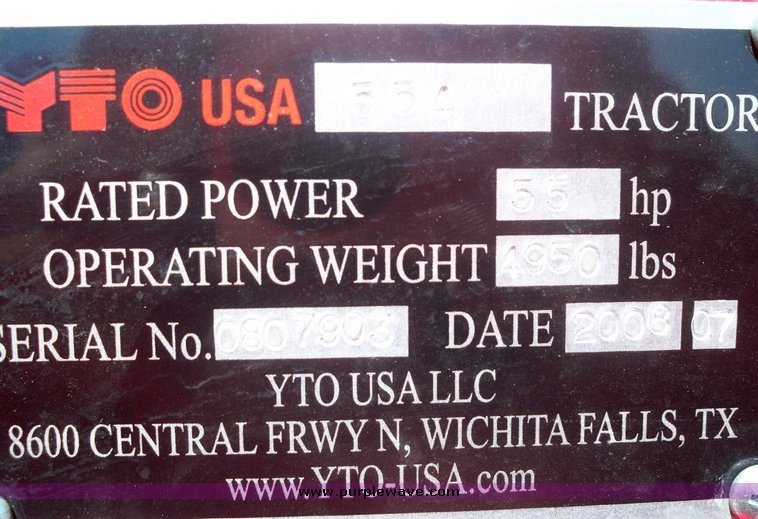 YTO USA 554 TRACTOR
RATED POWER 55 hp
OPERATING WEIGHT 4950 lbs
SERIAL No. 0807903 DATE 2008 07
YTO USA LLC
8600 CENTRAL FRWY N, WICHITA FALLS, TX
www.YTO-USA.com
www.purplewave.com